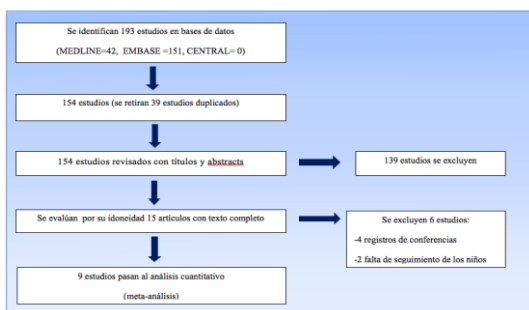 Se identifican 193 estudios en bases de datos
(MEDLINE=42, EMBASE =151, CENTRAL= 0)
154 estudios (se retiran 39 estudios duplicados)
154 estudios revisados con títulos y abstracta
139 estudios se excluyen
Se evalúan por su idoneidad 15 artículos con texto completo
Se excluyen 6 estudios:
-4 registros de conferencias
-2 falta de seguimiento de los niños
9 estudios pasan al análisis cuantitativo
(meta-análisis)